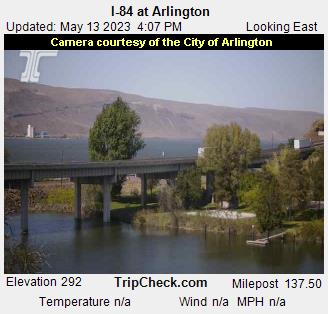 I-84 at Arlington
Updated: May 13 2023 4:07 PM Looking East
Camera courtesy of the City of Arlington
Elevation 292 TripCheck.com Milepost 137.50
Temperature n/a Wind n/a MPH n/a